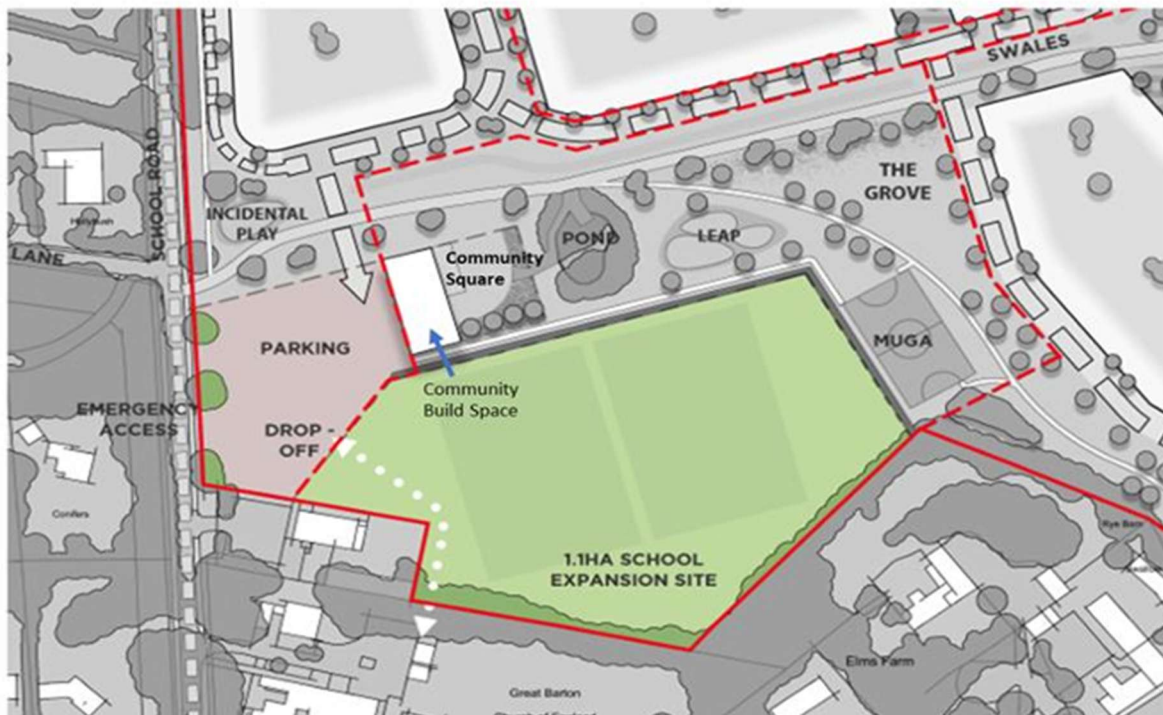 SWALES
THE
GROVE
SCHOOL ROAD
INCIDENTAL
PLAY
LANE
Community
Square
POND
LEAP
PARKING
MUGA
Community
Build Space
EMERGENCY
ACCESS
DROP -
OFF
Conifers
1.1HA SCHOOL
EXPANSION SITE
Elms Farm
Great Barton